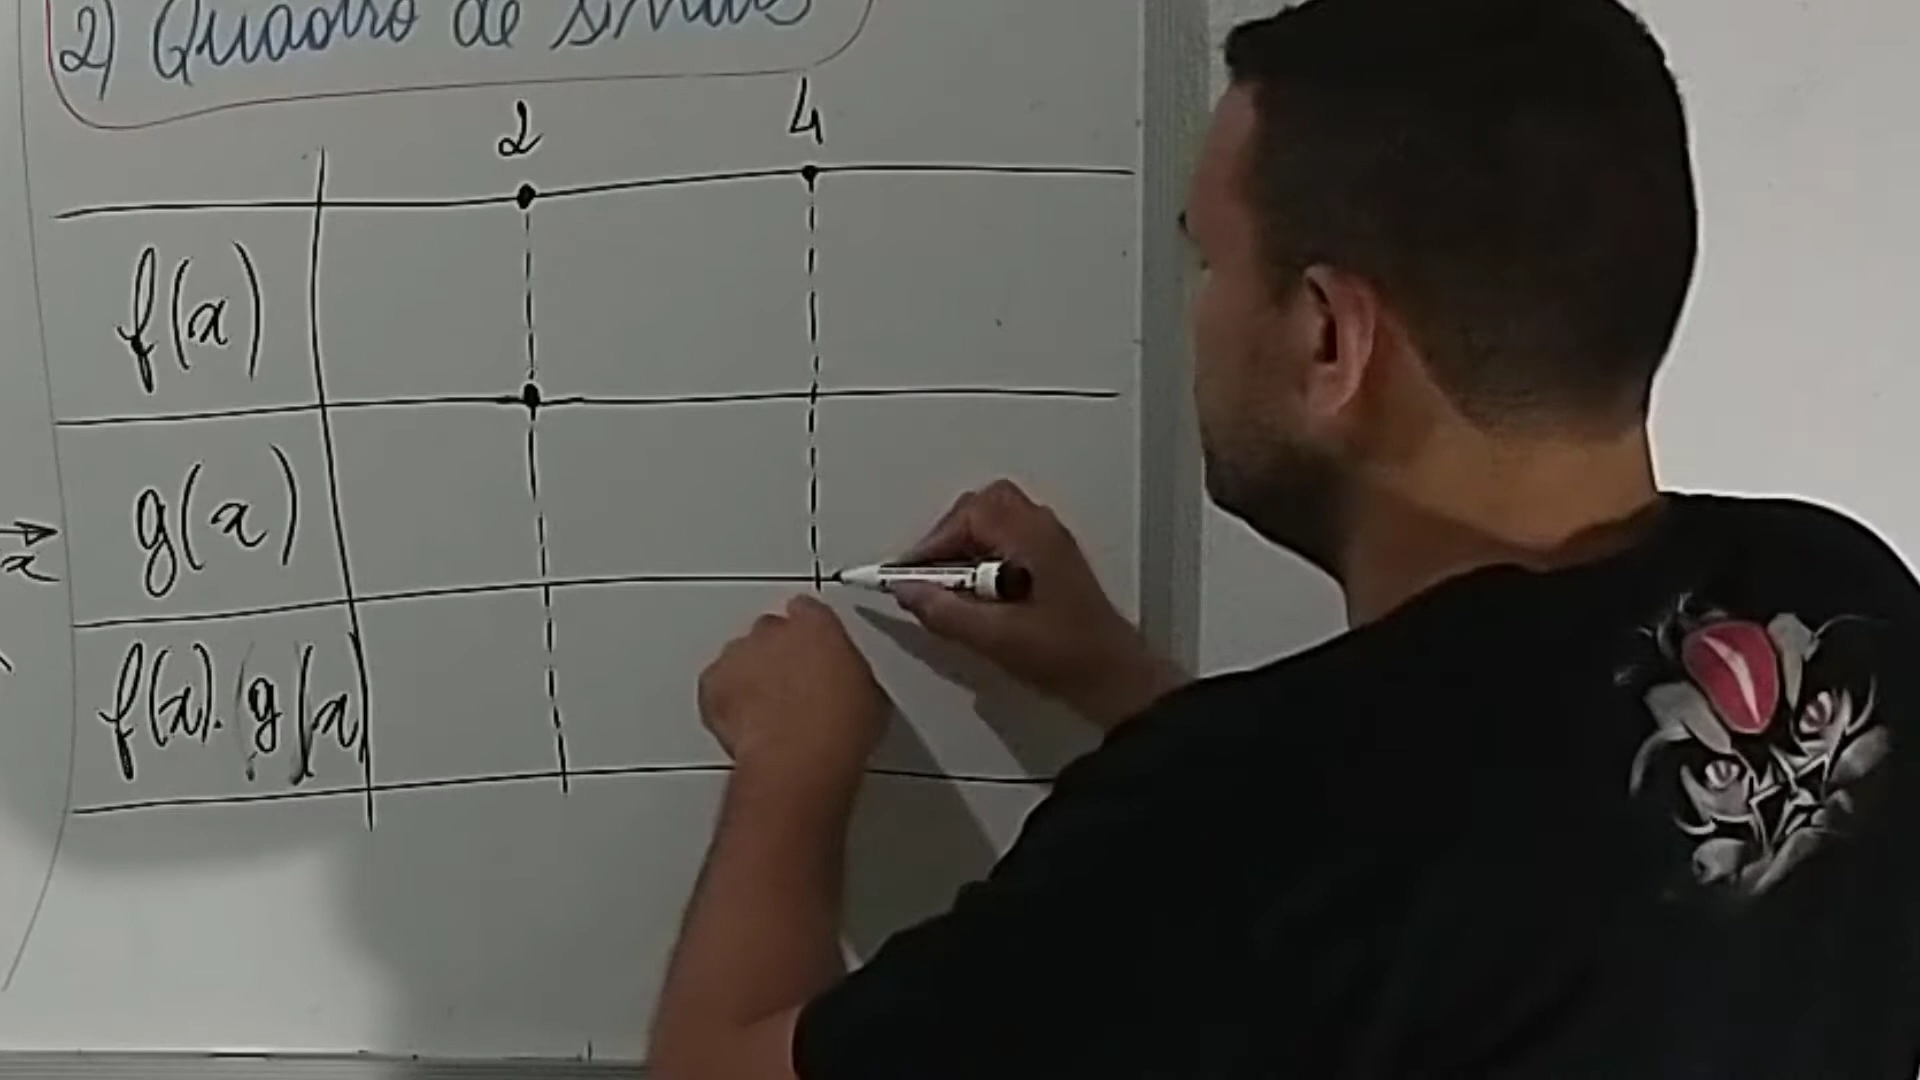 2) Quadro de sinais
2 4
f(x)
g(x)
x
f(x).g(x)